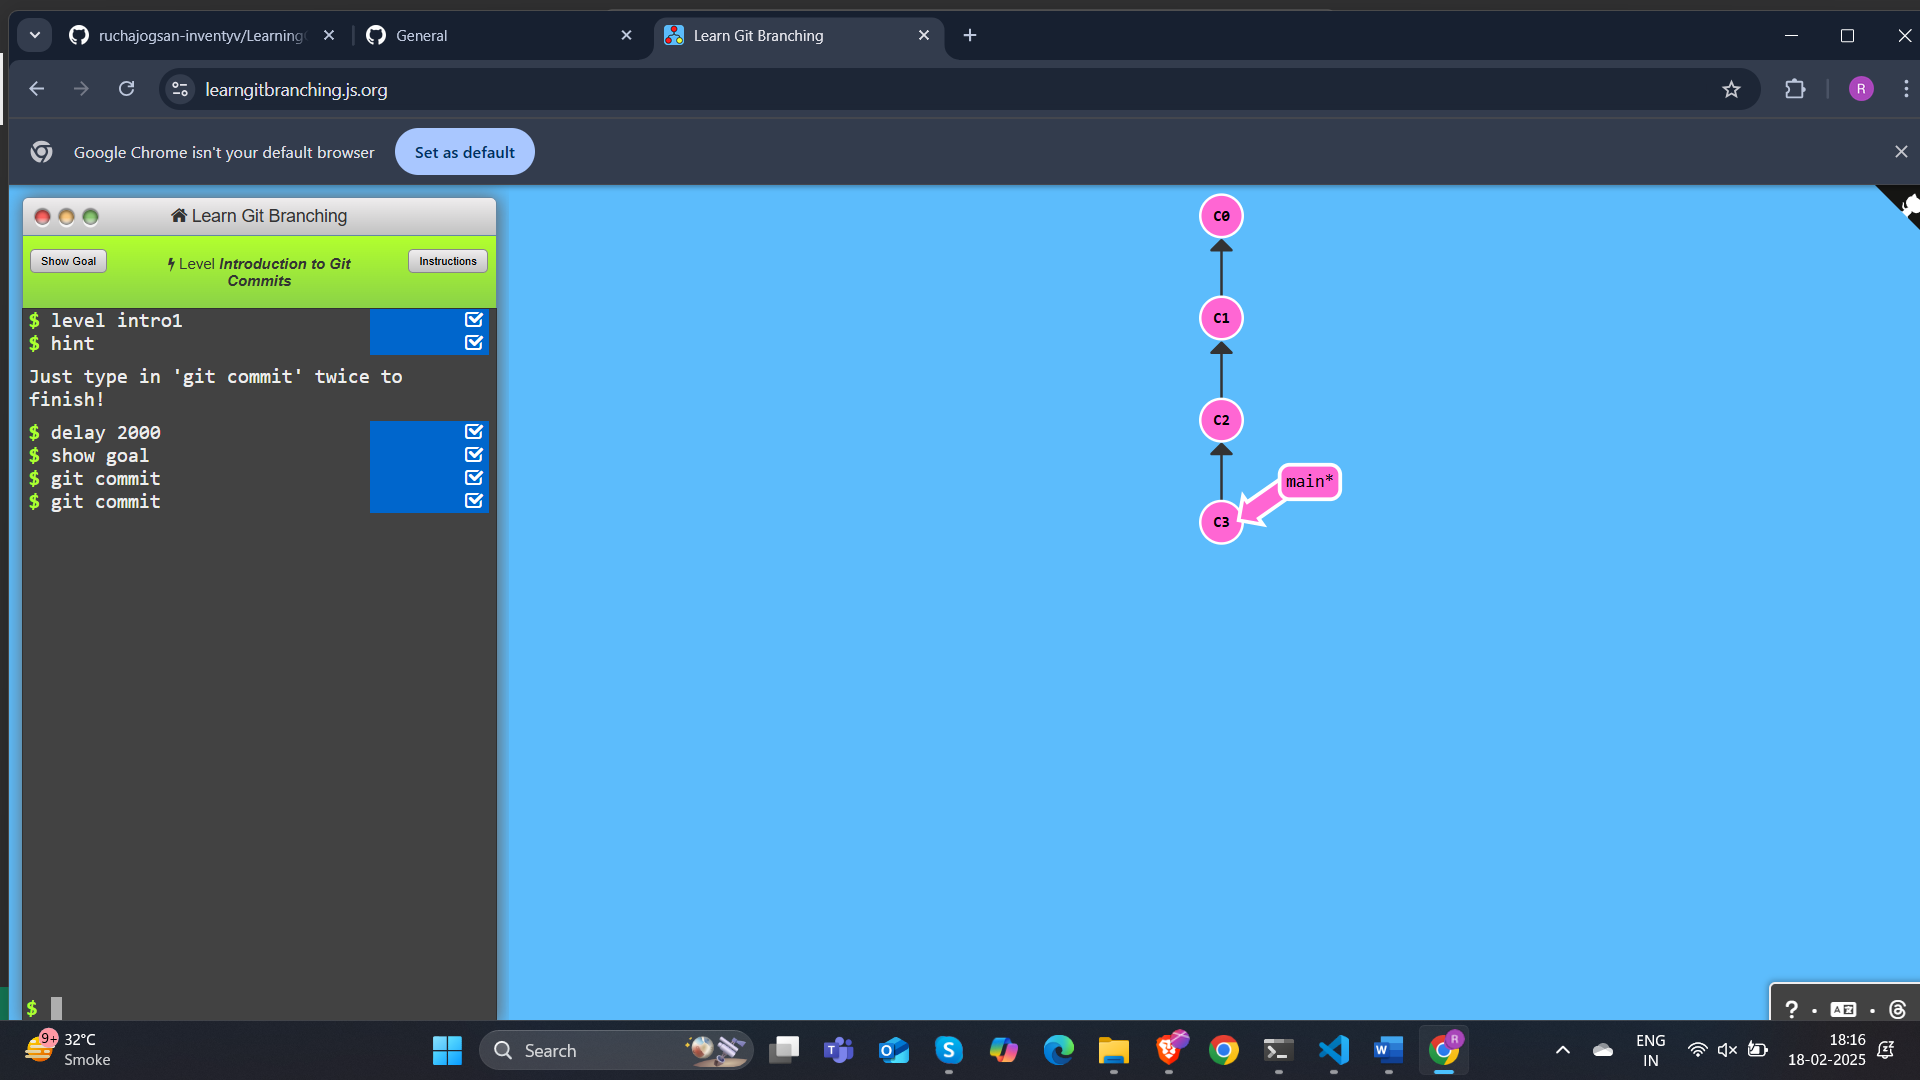 ruchajogsan-inventyv/Learning
General
Learn Git Branching
learngitbranching.js.org
R
Google Chrome isn't your default browser
Set as default
Learn Git Branching
Show Goal
Level Introduction to Git
Commits
Instructions
$ level intro1
$ hint
Just type in 'git commit' twice to
finish!
$ delay 2000
$ show goal
$ git commit
$ git commit
$
C0
C1
C2
main*
C3
?
9+
32°C
Smoke
Search
R
ENG
IN
18:16
18-02-2025